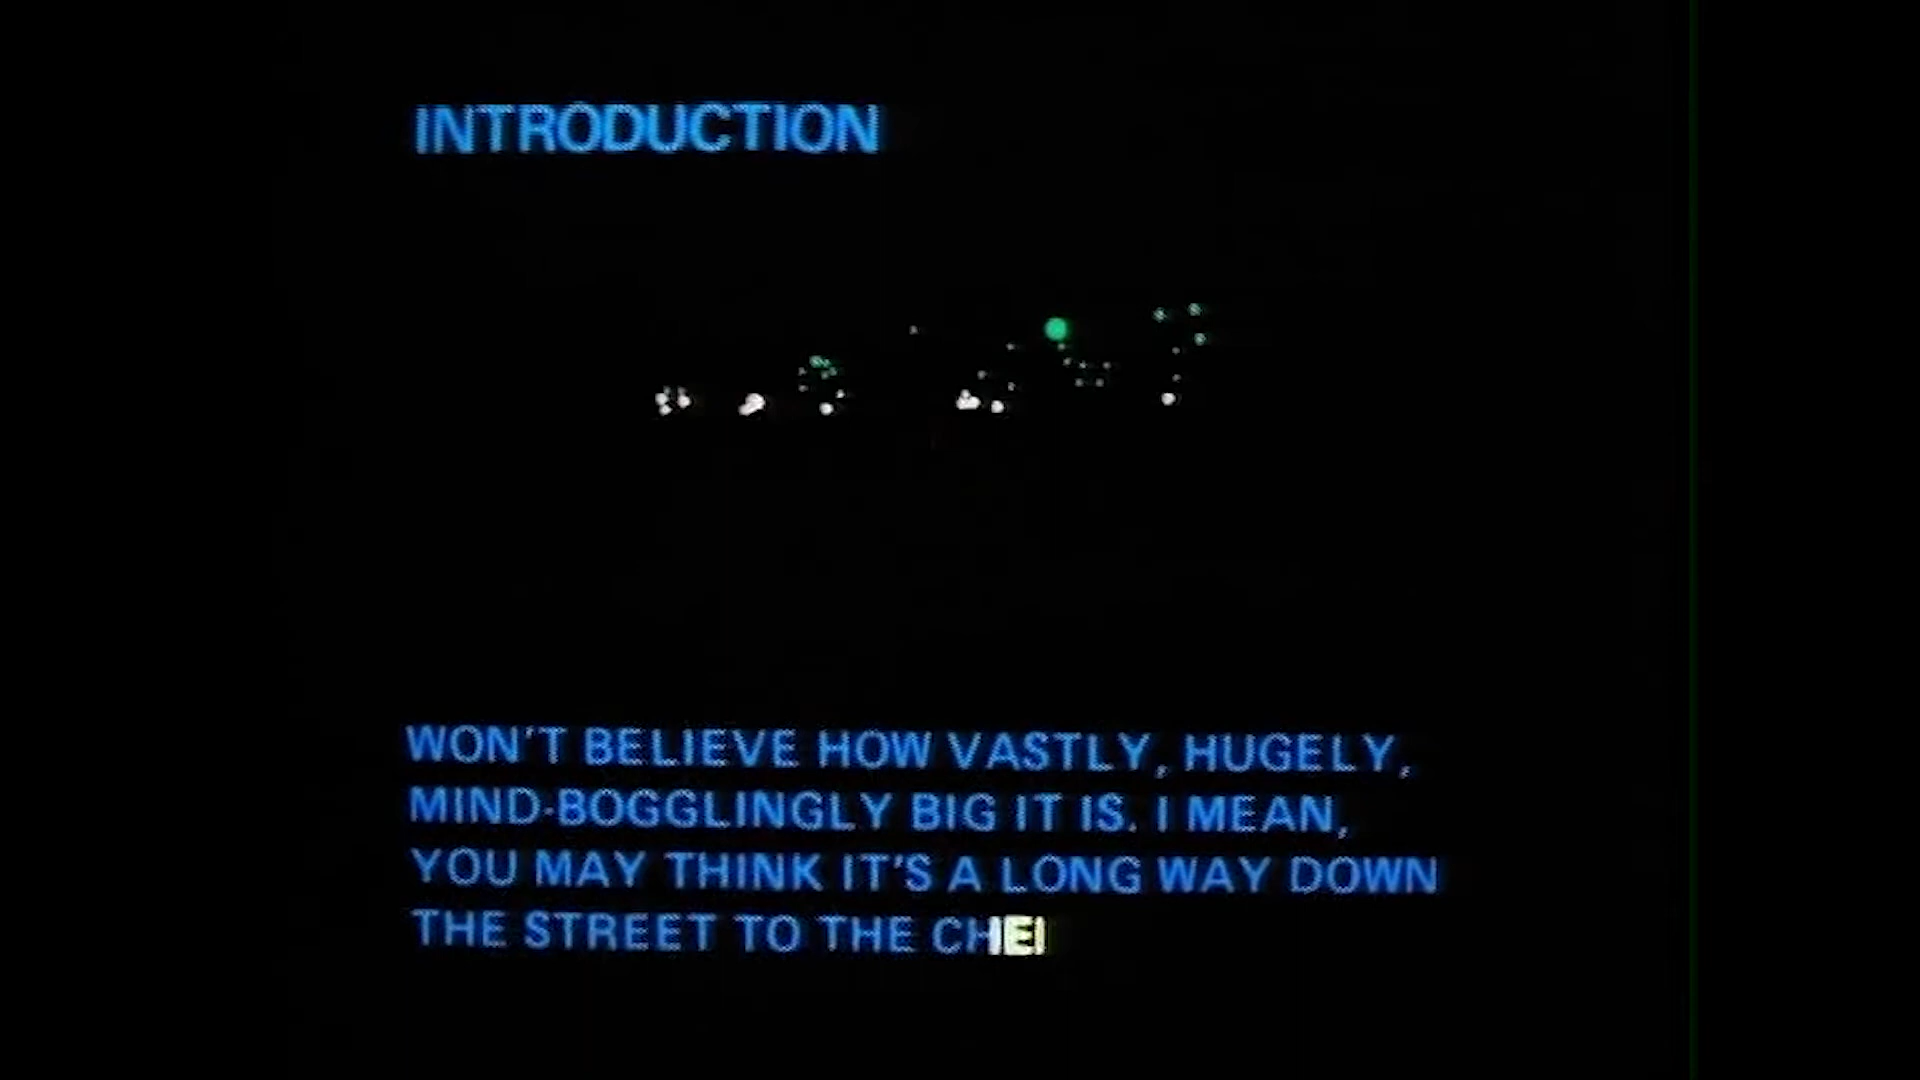 INTRODUCTION
WON'T BELIEVE HOW VASTLY, HUGELY,
MIND-BOGGLINGLY BIG IT IS. I MEAN,
YOU MAY THINK IT'S A LONG WAY DOWN
THE STREET TO THE CHE